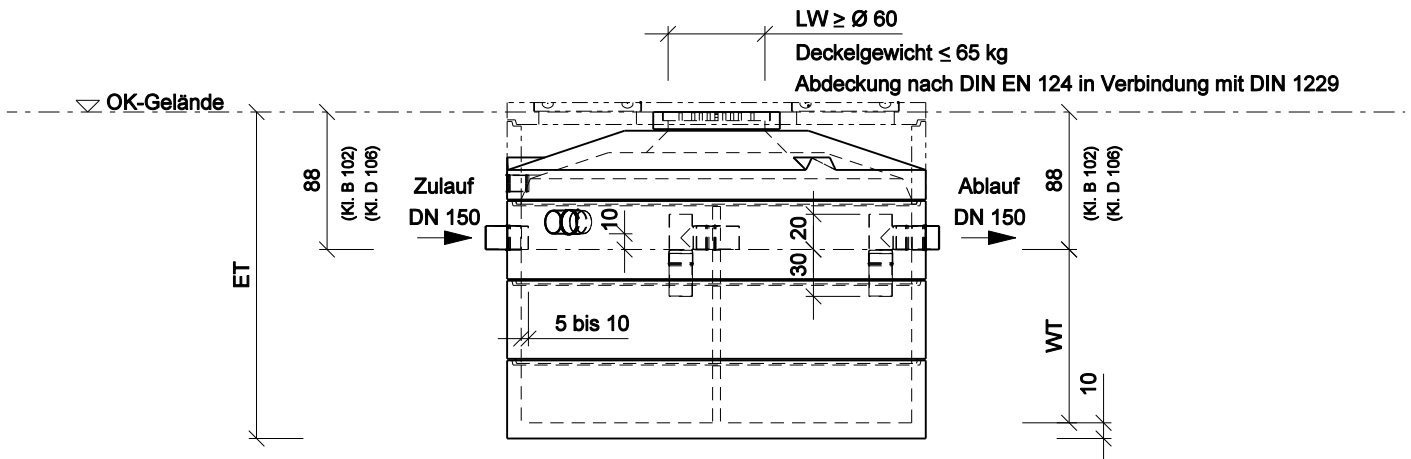 LW ≥ Ø 60
Deckelgewicht ≤ 65 kg
Abdeckung nach DIN EN 124 in Verbindung mit DIN 1229
OK-Gelände
88
(Kl. B 102)
(Kl. D 106)
Zulauf
DN 150
10
20
30
Ablauf
DN 150
88
(Kl. B 102)
(Kl. D 106)
ET
5 bis 10
WT
10